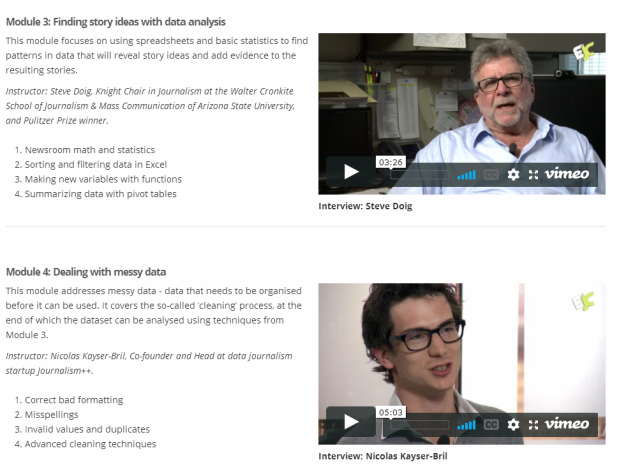 Module 3: Finding story ideas with data analysis
This module focuses on using spreadsheets and basic statistics to find
patterns in data that will reveal story ideas and add evidence to the
resulting stories.
Instructor: Steve Doig, Knight Chair in Journalism at the Walter Cronkite
School of Journalism & Mass Communication of Arizona State University,
and Pulitzer Prize winner.
1. Newsroom math and statistics
2. Sorting and filtering data in Excel
3. Making new variables with functions
4. Summarizing data with pivot tables
03:26
CC
vimeo
Interview: Steve Doig
Module 4: Dealing with messy data
This module addresses messy data - data that needs to be organised
before it can be used. It covers the so-called 'cleaning' process, at the
end of which the dataset can be analysed using techniques from
Module 3.
Instructor: Nicolas Kayser-Bril, Co-founder and Head at data journalism
startup Journalism++.
1. Correct bad formatting
2. Misspellings
3. Invalid values and duplicates
4. Advanced cleaning techniques
05:03
CC
vimeo
Interview: Nicolas Kayser-Bril